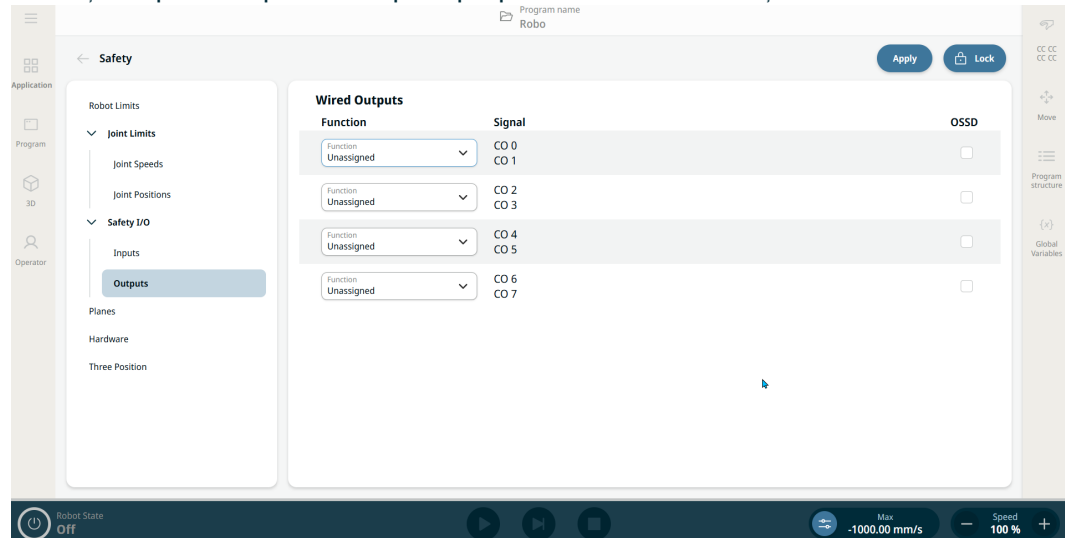 Program name
Robo
Safety
Apply
Lock
CC CC
CC CC
Application
Program
3D
Operator
Move
Program
structure
{x}
Global
Variables
Robot Limits
Joint Limits
Joint Speeds
Joint Positions
Safety I/O
Inputs
Outputs
Planes
Hardware
Three Position
Wired Outputs
Function Signal OSSD
Function
Unassigned
CO 0
CO 1
Function
Unassigned
CO 2
CO 3
Function
Unassigned
CO 4
CO 5
Function
Unassigned
CO 6
CO 7
Robot State
Off
Max
-1000.00 mm/s
Speed
100 %